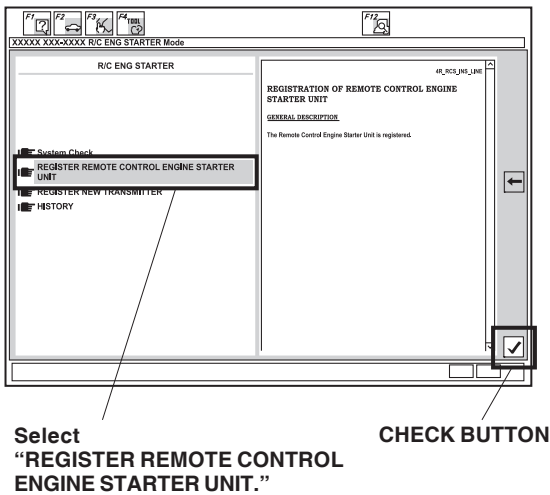 F1 F2 F3 F4 TOOL F12
XXXXX XXX-XXXX R/C ENG STARTER Mode
R/C ENG STARTER
System Check
REGISTER REMOTE CONTROL ENGINE STARTER
UNIT
REGISTER NEW TRANSMITTER
HISTORY
4R_RCS_INS_LINE
REGISTRATION OF REMOTE CONTROL ENGINE
STARTER UNIT
GENERAL DESCRIPTION
The Remote Control Engine Starter Unit is registered.
Select
“REGISTER REMOTE CONTROL
ENGINE STARTER UNIT.”
CHECK BUTTON